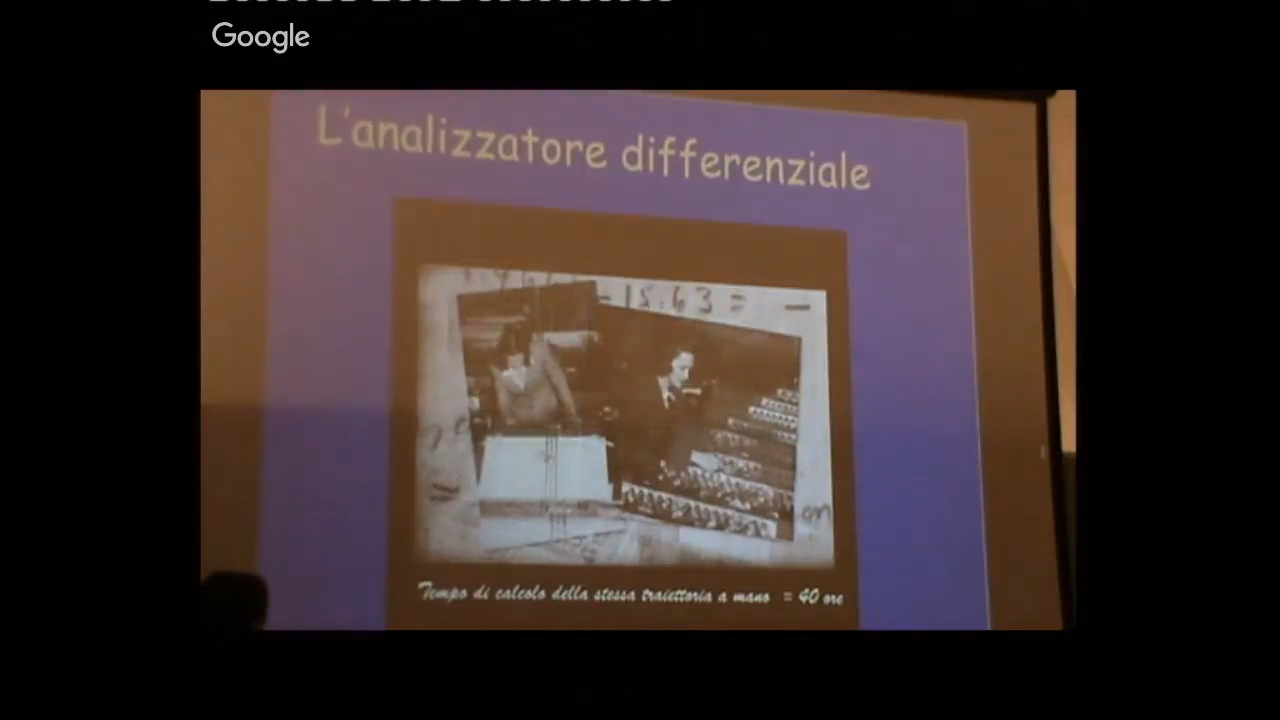 Google
L'analizzatore differenziale
- 15.63 = -
Tempo di calcolo della stessa traiettoria a mano = 40 ore